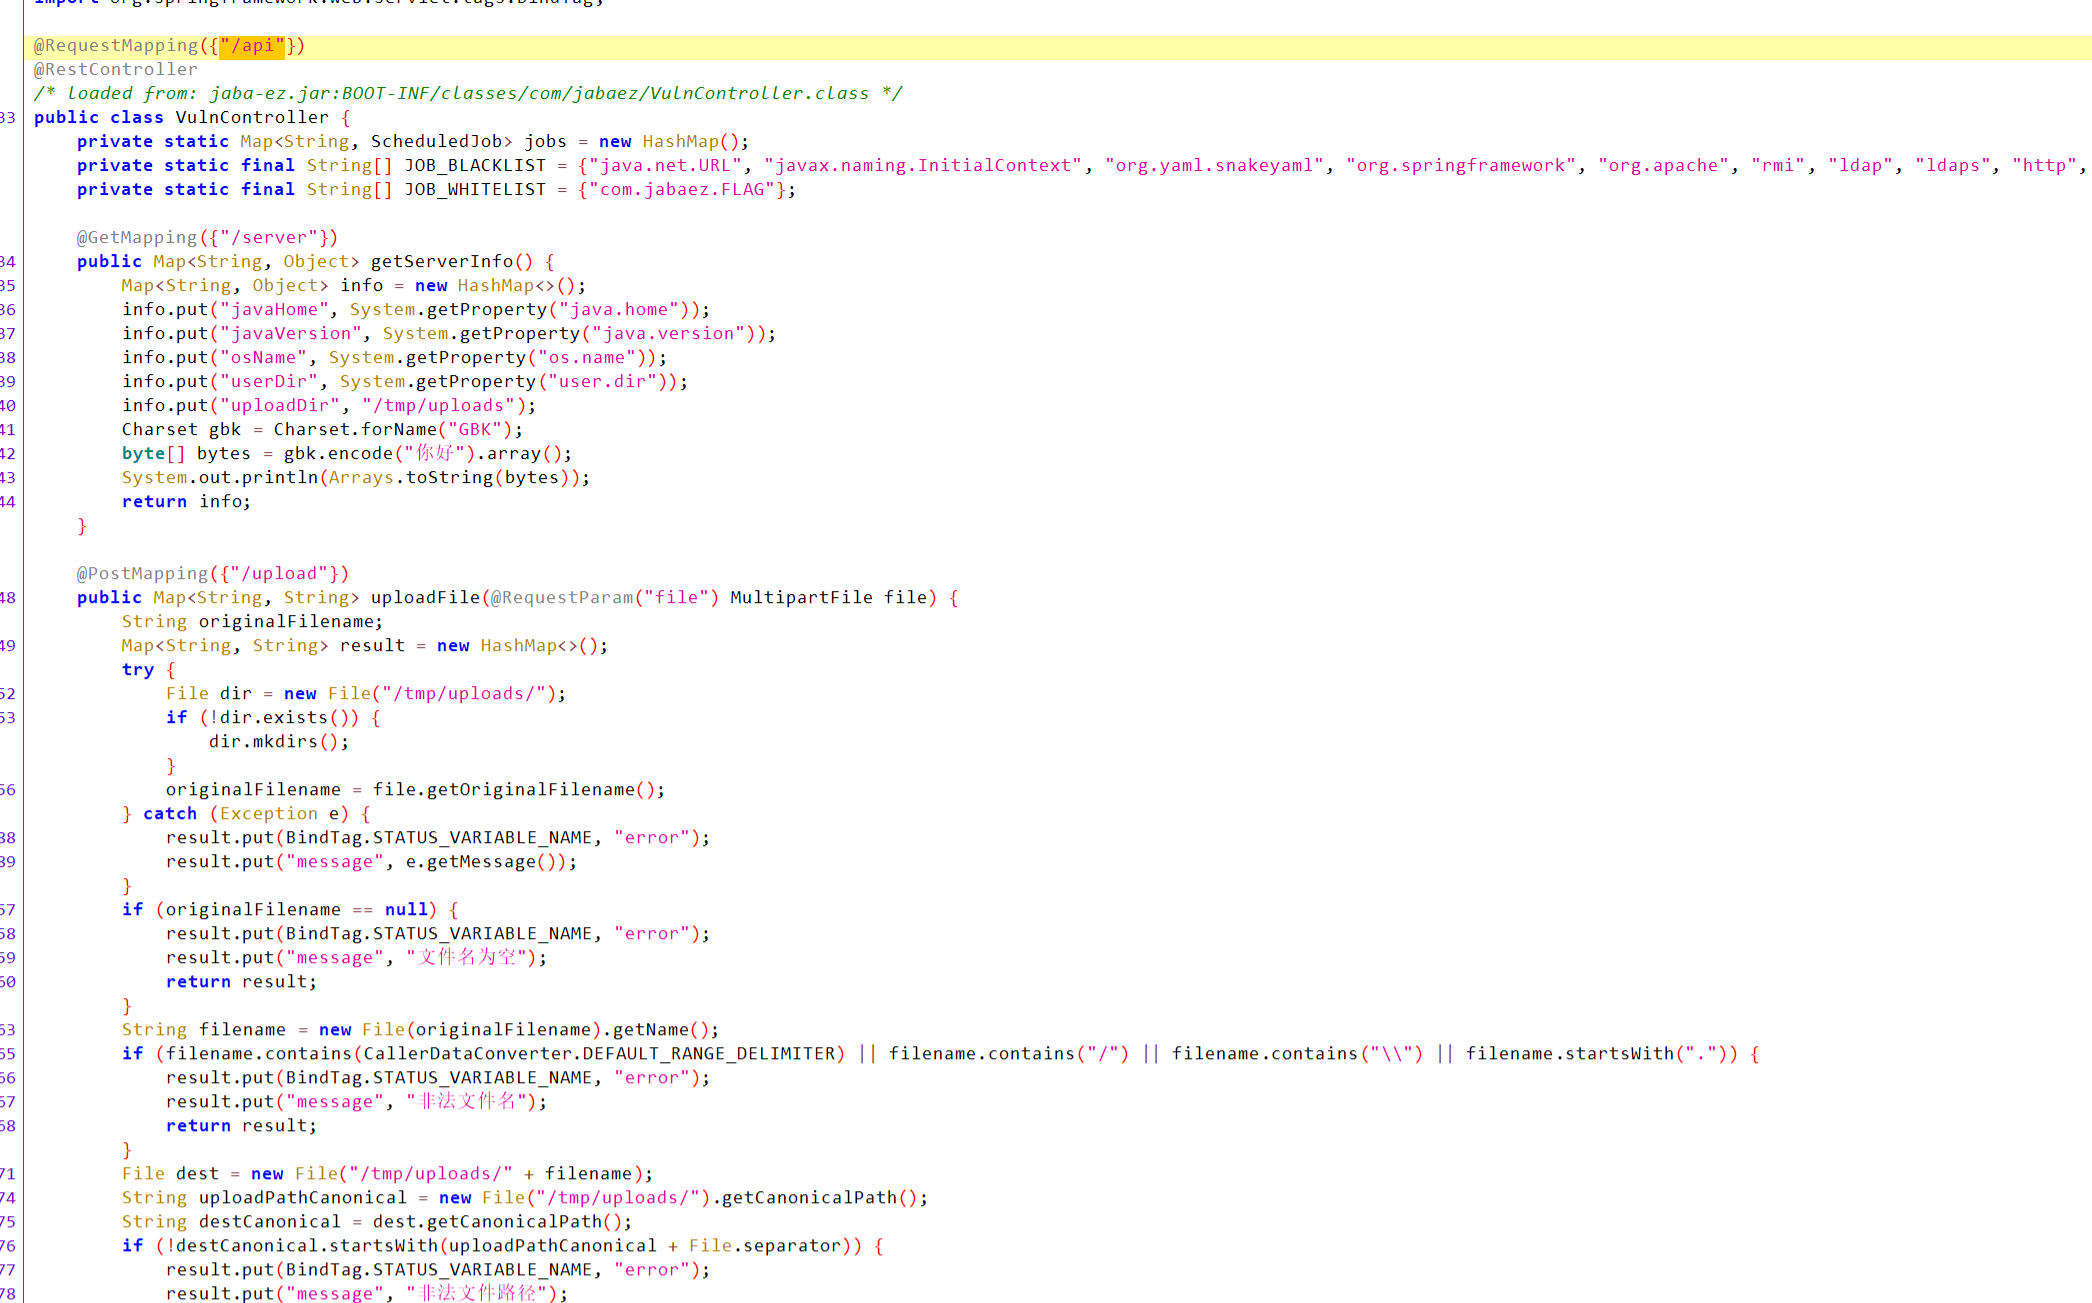 import org.springframework.web.servlet.tags.BindTag;
@RequestMapping({"/api"})
@RestController
/* loaded from: jaba-ez.jar:BOOT-INF/classes/com/jabaez/VulnController.class */
33 public class VulnController {
private static Map<String, ScheduledJob> jobs = new HashMap();
private static final String[] JOB_BLACKLIST = {"java.net.URL", "javax.naming.InitialContext", "org.yaml.snakeyaml", "org.springframework", "org.apache", "rmi", "ldap", "ldaps", "http",
private static final String[] JOB_WHITELIST = {"com.jabaez.FLAG"};
@GetMapping({"/server"})
34 public Map<String, Object> getServerInfo() {
35 Map<String, Object> info = new HashMap<>();
36 info.put("javaHome", System.getProperty("java.home"));
37 info.put("javaVersion", System.getProperty("java.version"));
38 info.put("osName", System.getProperty("os.name"));
39 info.put("userDir", System.getProperty("user.dir"));
40 info.put("uploadDir", "/tmp/uploads");
41 Charset gbk = Charset.forName("GBK");
42 byte[] bytes = gbk.encode("你好").array();
43 System.out.println(Arrays.toString(bytes));
44 return info;
}
@PostMapping({"/upload"})
48 public Map<String, String> uploadFile(@RequestParam("file") MultipartFile file) {
String originalFilename;
49 Map<String, String> result = new HashMap<>();
try {
52 File dir = new File("/tmp/uploads/");
53 if (!dir.exists()) {
dir.mkdirs();
}
56 originalFilename = file.getOriginalFilename();
} catch (Exception e) {
88 result.put(BindTag.STATUS_VARIABLE_NAME, "error");
89 result.put("message", e.getMessage());
}
57 if (originalFilename == null) {
58 result.put(BindTag.STATUS_VARIABLE_NAME, "error");
59 result.put("message", "文件名为空");
60 return result;
}
63 String filename = new File(originalFilename).getName();
65 if (filename.contains(CallerDataConverter.DEFAULT_RANGE_DELIMITER) || filename.contains("/") || filename.contains("\\") || filename.startsWith(".")) {
66 result.put(BindTag.STATUS_VARIABLE_NAME, "error");
67 result.put("message", "非法文件名");
68 return result;
}
71 File dest = new File("/tmp/uploads/" + filename);
74 String uploadPathCanonical = new File("/tmp/uploads/").getCanonicalPath();
75 String destCanonical = dest.getCanonicalPath();
76 if (!destCanonical.startsWith(uploadPathCanonical + File.separator)) {
77 result.put(BindTag.STATUS_VARIABLE_NAME, "error");
78 result.put("message", "非法文件路径");